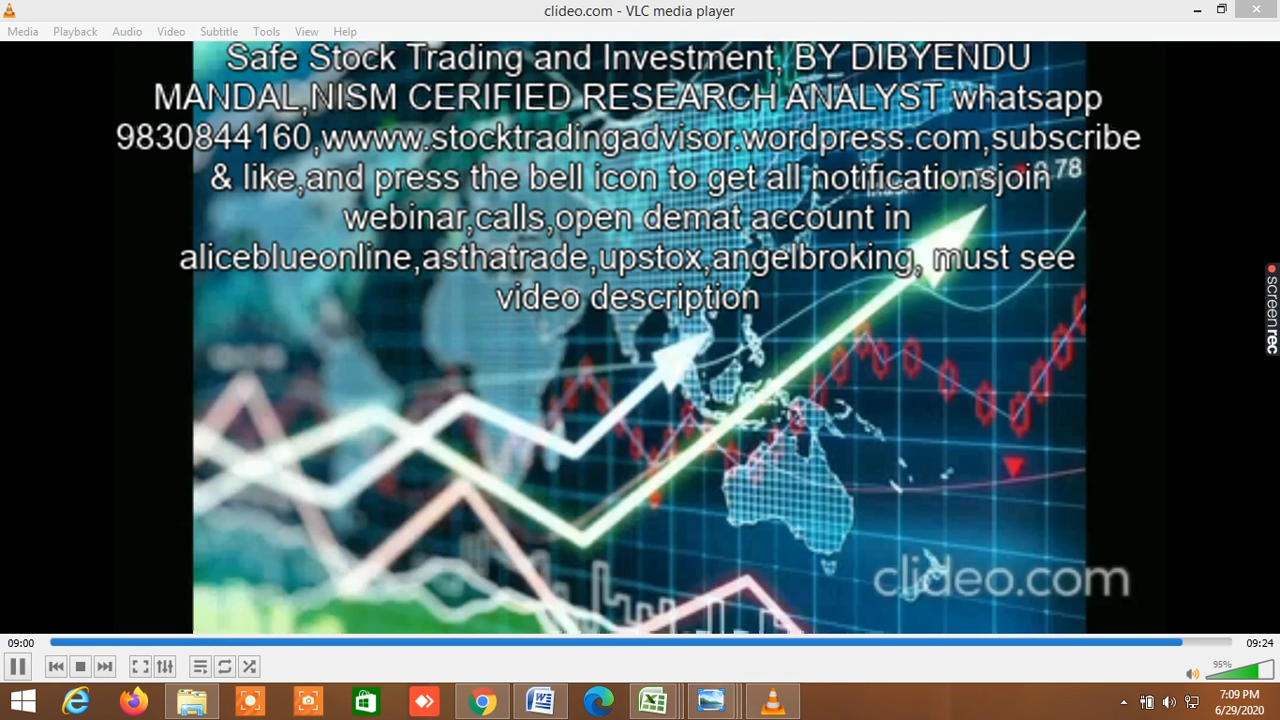 clideo.com - VLC media player
Media Playback Audio Video Subtitle Tools View Help
Safe Stock Trading and Investment, BY DIBYENDU
MANDAL,NISM CERIFIED RESEARCH ANALYST whatsapp
9830844160,wwww.stocktradingadvisor.wordpress.com,subscribe
& like,and press the bell icon to get all notificationsjoin
.78
webinar,calls,open demat account in
aliceblueonline,asthatrade,upstox,angelbroking, must see
video description
screenrec
clideo.com
09:00
09:24
95%
7:09 PM
6/29/2020